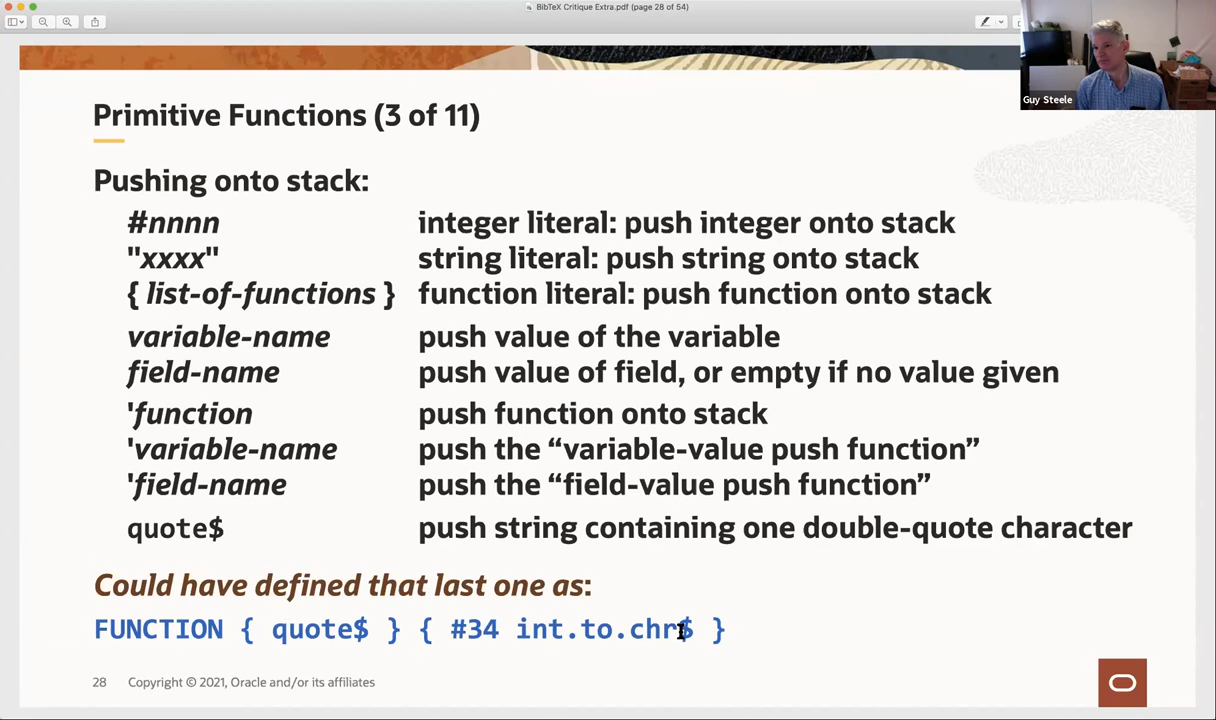 BibTeX Critique Extra.pdf (page 28 of 54)
Guy Steele
Primitive Functions (3 of 11)
Pushing onto stack:
#nnnn integer literal: push integer onto stack
"xxxx" string literal: push string onto stack
{ list-of-functions } function literal: push function onto stack
variable-name push value of the variable
field-name push value of field, or empty if no value given
'function push function onto stack
'variable-name push the “variable-value push function”
'field-name push the “field-value push function”
quote$ push string containing one double-quote character
Could have defined that last one as:
FUNCTION { quote$ } { #34 int.to.chr$ }
28 Copyright © 2021, Oracle and/or its affiliates